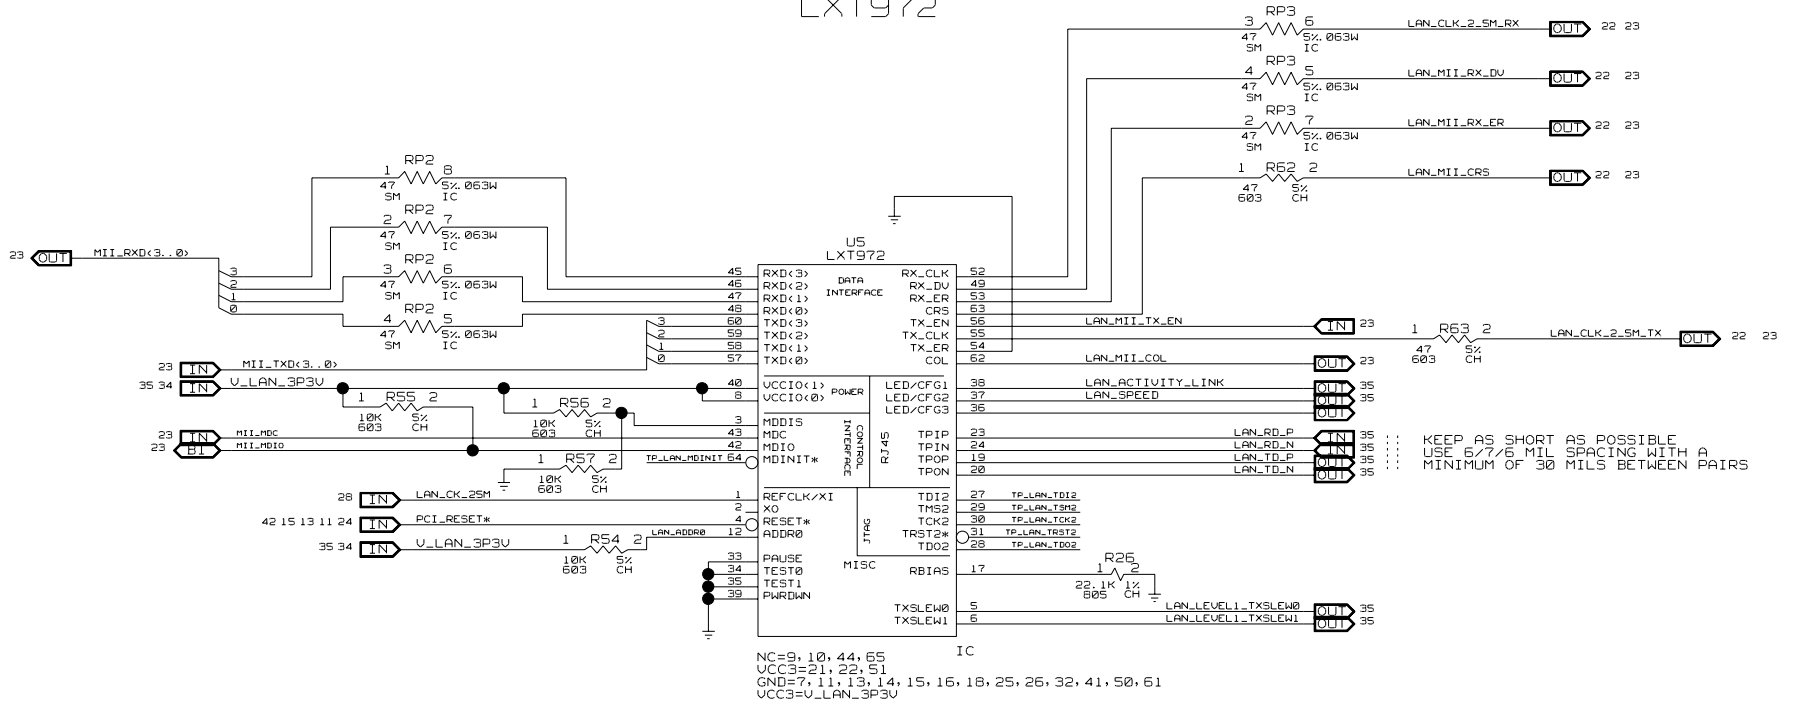 LXT972
RP3
3 6
47 5%.063W
SM IC
LAN_CLK_2_5M_RX
OUT 22 23
RP3
4 5
47 5%.063W
SM IC
LAN_MII_RX_DV
OUT 22 23
RP3
2 7
47 5%.063W
SM IC
LAN_MII_RX_ER
OUT 22 23
1 R62 2
47 5%
603 CH
LAN_MII_CRS
OUT 22 23
RP2
1 8
47 5%.063W
SM IC
RP2
2 7
47 5%.063W
SM IC
RP2
3 6
47 5%.063W
SM IC
RP2
4 5
47 5%.063W
SM IC
23 OUT MII_RXD<3..0>
3
2
1
0
U5
LXT972
DATA
INTERFACE
45 RXD<3> RX_CLK 52
46 RXD<2> RX_DV 49
47 RXD<1> RX_ER 53
48 RXD<0> CRS 63
3 60 TXD<3> TX_EN 56 LAN_MII_TX_EN IN 23
2 59 TXD<2> TX_CLK 55
1 58 TXD<1> TX_ER 54
0 57 TXD<0> COL 62 LAN_MII_COL OUT 23
1 R63 2
47 5%
603 CH
LAN_CLK_2_5M_TX
OUT 22 23
23 IN MII_TXD<3..0>
35 34 IN V_LAN_3P3V
40 VCCIO<1> POWER LED/CFG1 38 LAN_ACTIVITY_LINK OUT 35
8 VCCIO<0> LED/CFG2 37 LAN_SPEED OUT 35
LED/CFG3 36 OUT
1 R55 2
10K 5%
603 CH
1 R56 2
10K 5%
603 CH
3 MDDIS
23 IN MII_MDC 43 MDC
23 BI MII_MDIO 42 MDIO
TP_LAN_MDINIT 64 MDINIT*
CONTROL
INTERFACE
RJ45
TPIP 23 LAN_RD_P IN 35
TPIN 24 LAN_RD_N IN 35
TPOP 19 LAN_TD_P OUT 35
TPON 20 LAN_TD_N OUT 35
KEEP AS SHORT AS POSSIBLE
USE 6/7/6 MIL SPACING WITH A
MINIMUM OF 30 MILS BETWEEN PAIRS
1 R57 2
10K 5%
603 CH
28 IN LAN_CK_25M 1 REFCLK/XI
2 XO
42 15 13 11 24 IN PCI_RESET* 4 RESET*
LAN_ADDR0 12 ADDR0
35 34 IN V_LAN_3P3V
1 R54 2
10K 5%
603 CH
JTAG
TDI2 27 TP_LAN_TDI2
TMS2 29 TP_LAN_TSM2
TCK2 30 TP_LAN_TCK2
TRST2* 31 TP_LAN_TRST2
TDO2 28 TP_LAN_TDO2
33 PAUSE
34 TEST0
35 TEST1
39 PWRDWN
MISC
RBIAS 17
R26
1 2
22.1K 1%
805 CH
TXSLEW0 5 LAN_LEVEL1_TXSLEW0 OUT 35
TXSLEW1 6 LAN_LEVEL1_TXSLEW1 OUT 35
IC
NC=9,10,44,65
VCC3=21,22,51
GND=7,11,13,14,15,16,18,25,26,32,41,50,61
VCC3=V_LAN_3P3V